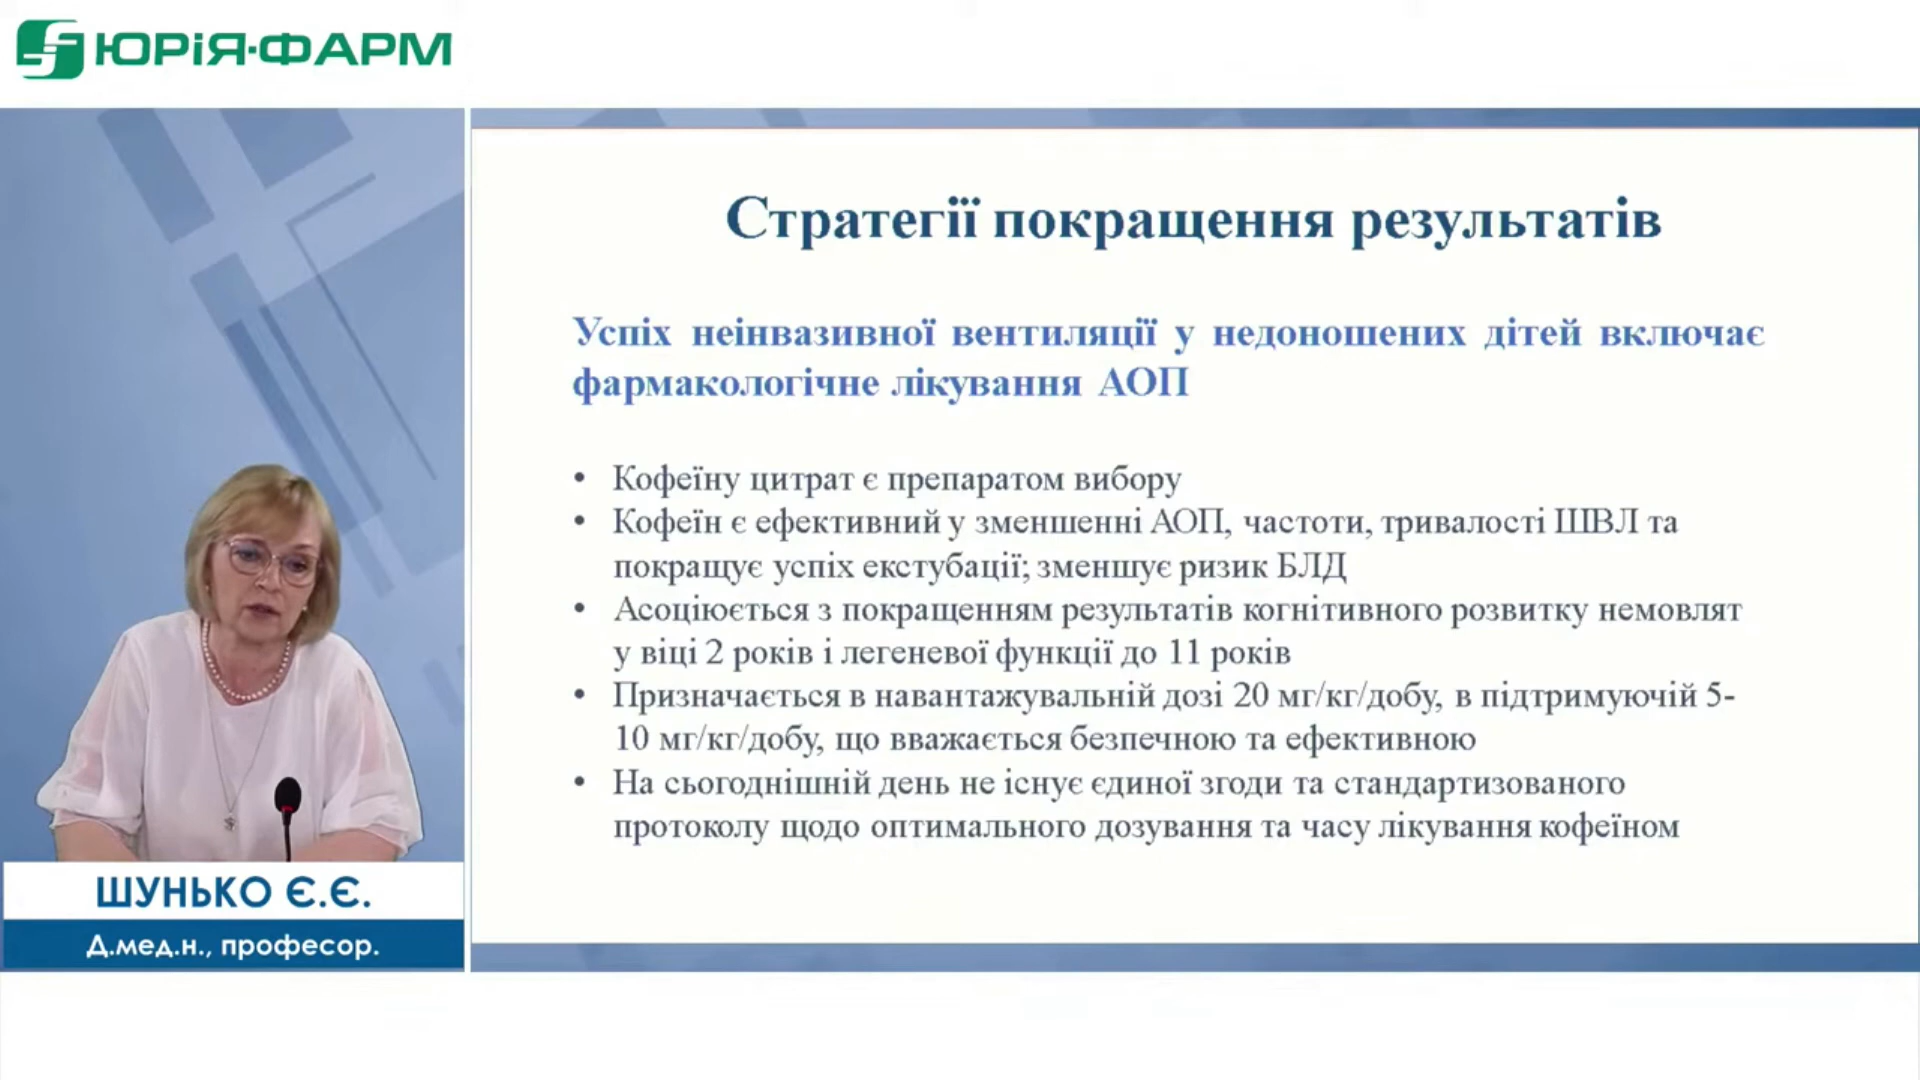 ЮРіЯ·ФАРМ
Стратегії покращення результатів
Успіх неінвазивної вентиляції у недоношених дітей включає
фармакологічне лікування АОП
• Кофеїну цитрат є препаратом вибору
• Кофеїн є ефективний у зменшенні АОП, частоти, тривалості ШВЛ та
покращує успіх екстубації; зменшує ризик БЛД
• Асоціюється з покращенням результатів когнітивного розвитку немовлят
у віці 2 років і легеневої функції до 11 років
• Призначається в навантажувальній дозі 20 мг/кг/добу, в підтримуючій 5-
10 мг/кг/добу, що вважається безпечною та ефективною
• На сьогоднішній день не існує єдиної згоди та стандартизованого
протоколу щодо оптимального дозування та часу лікування кофеїном
ШУНЬКО Є.Є.
Д.мед.н., професор.